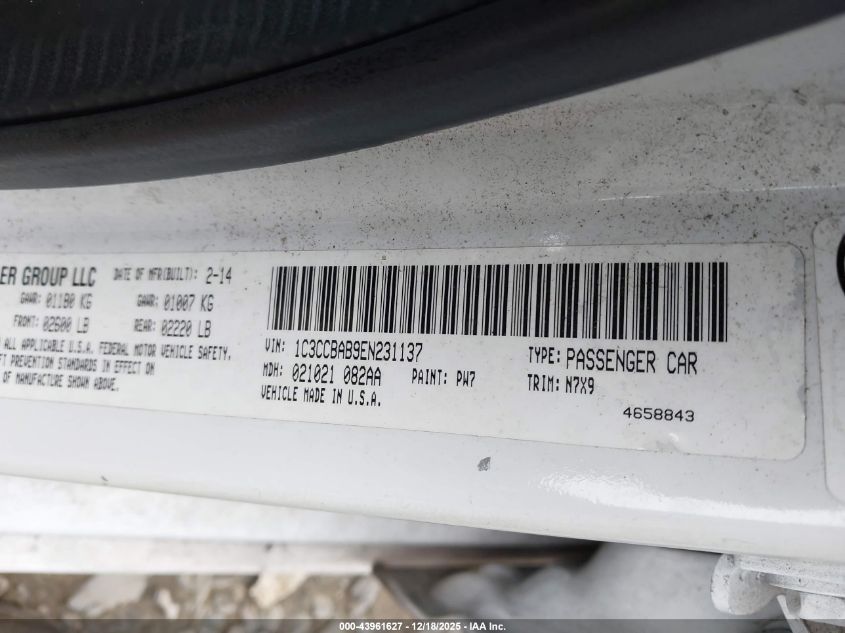 ER GROUP LLC DATE OF MFR(BUILT): 2-14
GAWR: 01180 KG GAWR: 01007 KG
FRONT: 02600 LB REAR: 02220 LB
ALL APPLICABLE U.S.A. FEDERAL MOTOR VEHICLE SAFETY,
FT PREVENTION STANDARDS IN EFFECT ON
OF MANUFACTURE SHOWN ABOVE.
VIN: 1C3CCBAB9EN231137 TYPE: PASSENGER CAR
MDH: 021021 082AA PAINT: PW7 TRIM: N7X9
VEHICLE MADE IN U.S.A. 4658843
000-43961627 - 12/18/2025 - IAA Inc.